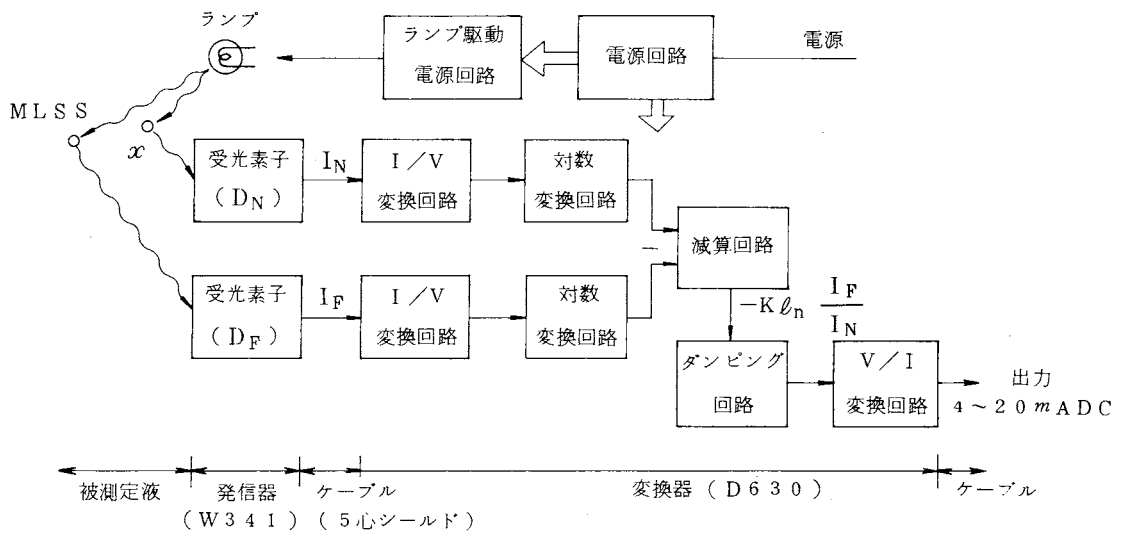 ランプ
ランプ駆動
電源回路
電源回路
電源
MLSS
x
受光素子
(DN)
IN
I/V
変換回路
対数
変換回路
減算回路
−
受光素子
(DF)
IF
I/V
変換回路
対数
変換回路
−Kℓn IF/IN
ダンピング
回路
V/I
変換回路
出力
4~20mADC
被測定液
発信器
(W341)
ケーブル
(5心シールド)
変換器(D630)
ケーブル